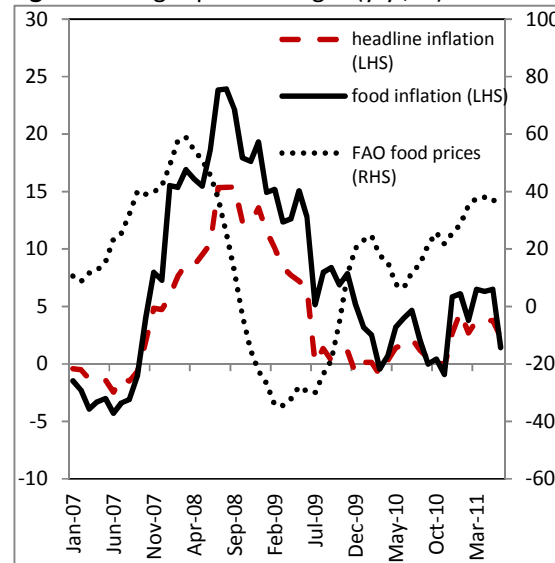 30
25
20
15
10
5
0
-5
-10
headline inflation
(LHS)
food inflation (LHS)
FAO food prices
(RHS)
100
80
60
40
20
0
-20
-40
-60
Jan-07
Jun-07
Nov-07
Apr-08
Sep-08
Feb-09
Jul-09
Dec-09
May-10
Oct-10
Mar-11